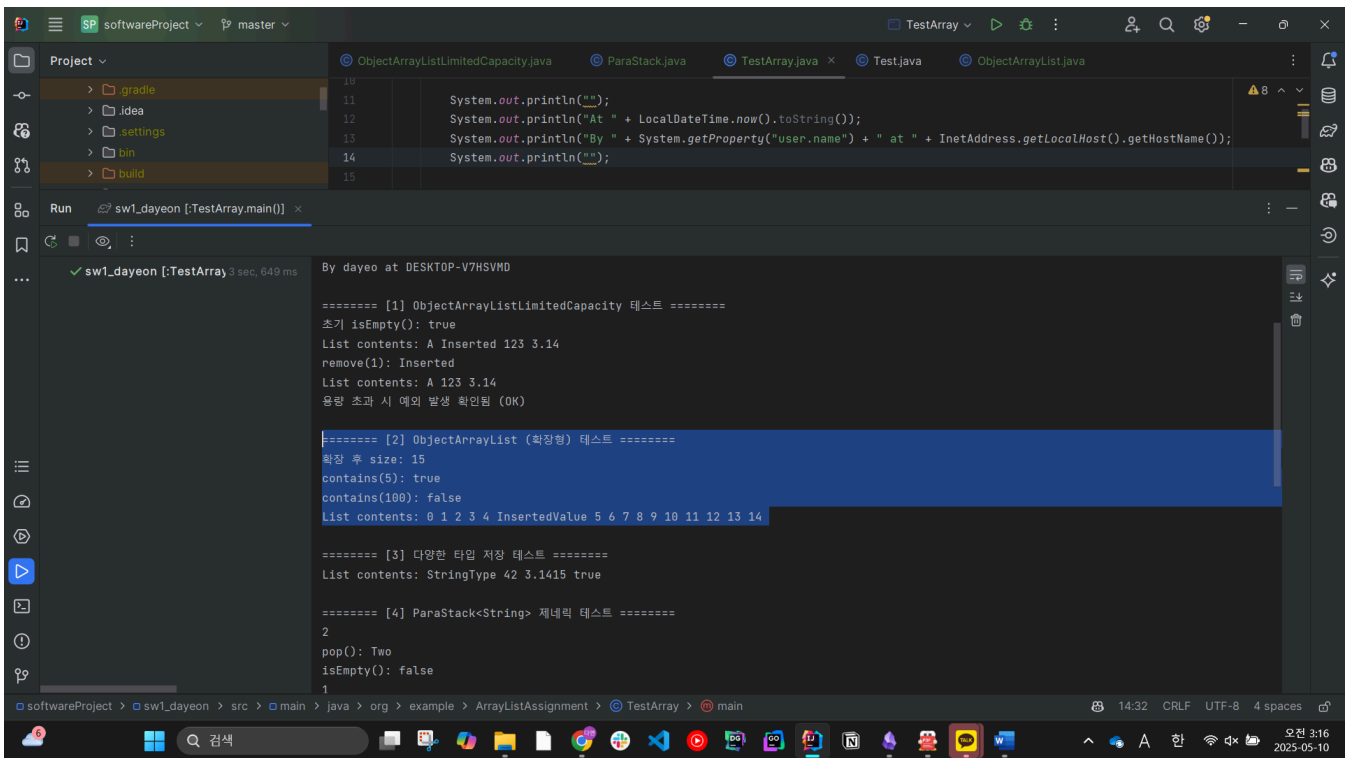 SP softwareProject master TestArray
Project
ObjectArrayListLimitedCapacity.java ParaStack.java TestArray.java Test.java ObjectArrayList.java
.gradle
.idea
.settings
bin
build
10
11 System.out.println("");
12 System.out.println("At " + LocalDateTime.now().toString());
13 System.out.println("By " + System.getProperty("user.name") + " at " + InetAddress.getLocalHost().getHostName());
14 System.out.println("");
15
8
Run sw1_dayeon [:TestArray.main()]
sw1_dayeon [:TestArray 3 sec, 649 ms
By dayeo at DESKTOP-V7HSVMD
======== [1] ObjectArrayListLimitedCapacity 테스트 ========
초기 isEmpty(): true
List contents: A Inserted 123 3.14
remove(1): Inserted
List contents: A 123 3.14
용량 초과 시 예외 발생 확인됨 (OK)
======== [2] ObjectArrayList (확장형) 테스트 ========
확장 후 size: 15
contains(5): true
contains(100): false
List contents: 0 1 2 3 4 InsertedValue 5 6 7 8 9 10 11 12 13 14
======== [3] 다양한 타입 저장 테스트 ========
List contents: StringType 42 3.1415 true
======== [4] ParaStack<String> 제네릭 테스트 ========
2
pop(): Two
isEmpty(): false
1
softwareProject > sw1_dayeon > src > main > java > org > example > ArrayListAssignment > TestArray > main 14:32 CRLF UTF-8 4 spaces
6
검색
DG
GO
IJ
TALK
A 한
오전 3:16
2025-05-10